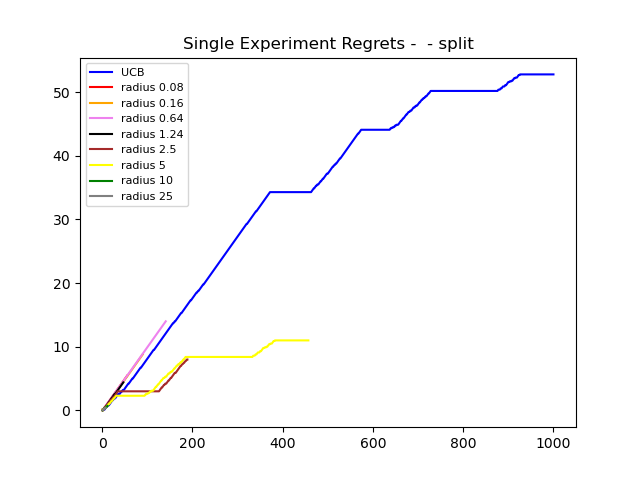 Single Experiment Regrets -  - split
UCB
radius 0.08
radius 0.16
radius 0.64
radius 1.24
radius 2.5
radius 5
radius 10
radius 25
50
40
30
20
10
0
0 200 400 600 800 1000